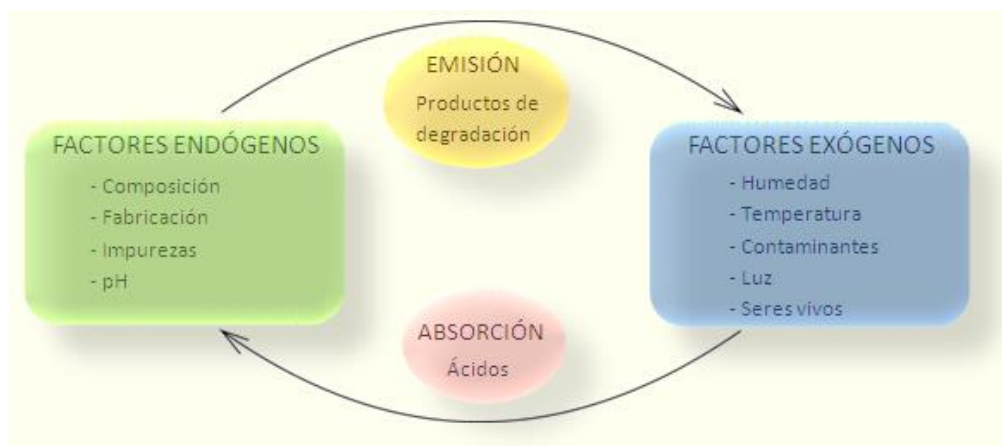 EMISIÓN
Productos de
degradación
FACTORES ENDÓGENOS
- Composición
- Fabricación
- Impurezas
- pH
FACTORES EXÓGENOS
- Humedad
- Temperatura
- Contaminantes
- Luz
- Seres vivos
ABSORCIÓN
Ácidos